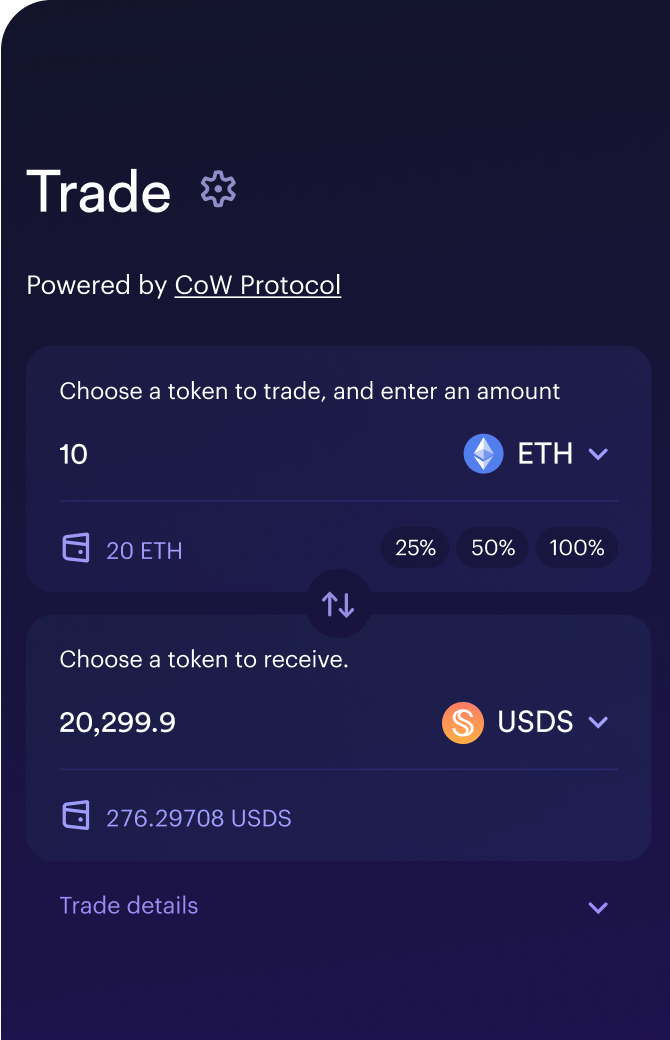 Trade
Powered by CoW Protocol
Choose a token to trade, and enter an amount
10 ETH
20 ETH 25% 50% 100%
Choose a token to receive.
20,299.9 USDS
276.29708 USDS
Trade details